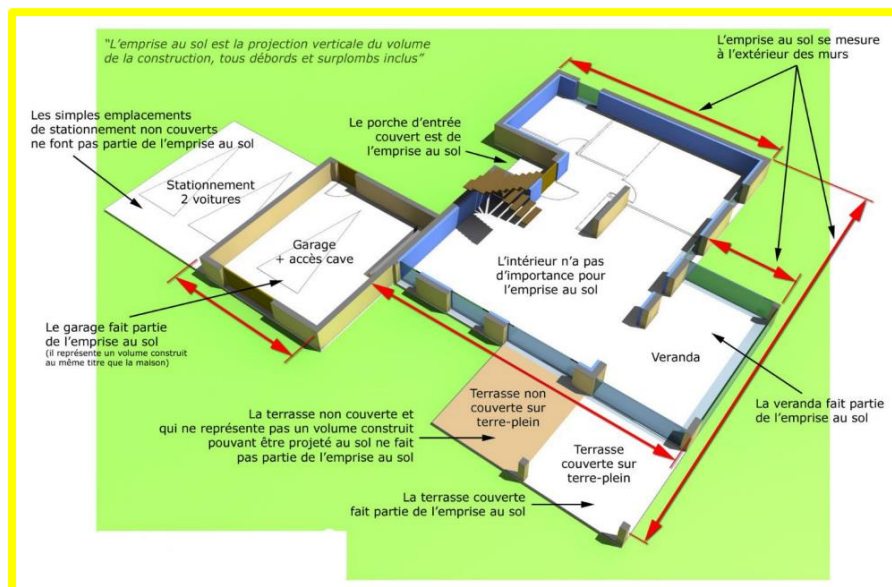 "L'emprise au sol est la projection verticale du volume
de la construction, tous débords et surplombs inclus"
L'emprise au sol se mesure
à l'extérieur des murs
Les simples emplacements
de stationnement non couverts
ne font pas partie de l'emprise au sol
Le porche d'entrée
couvert est de
l'emprise au sol
Stationnement
2 voitures
Garage
+ accès cave
L'intérieur n'a pas
d'importance pour
l'emprise au sol
Le garage fait partie
de l'emprise au sol
(il représente un volume construit
au même titre que la maison)
Veranda
Terrasse non
couverte sur
terre-plein
La veranda fait partie
de l'emprise au sol
La terrasse non couverte et
qui ne représente pas un volume construit
pouvant être projeté au sol ne fait
pas partie de l'emprise au sol
Terrasse
couverte sur
terre-plein
La terrasse couverte
fait partie de l'emprise au sol